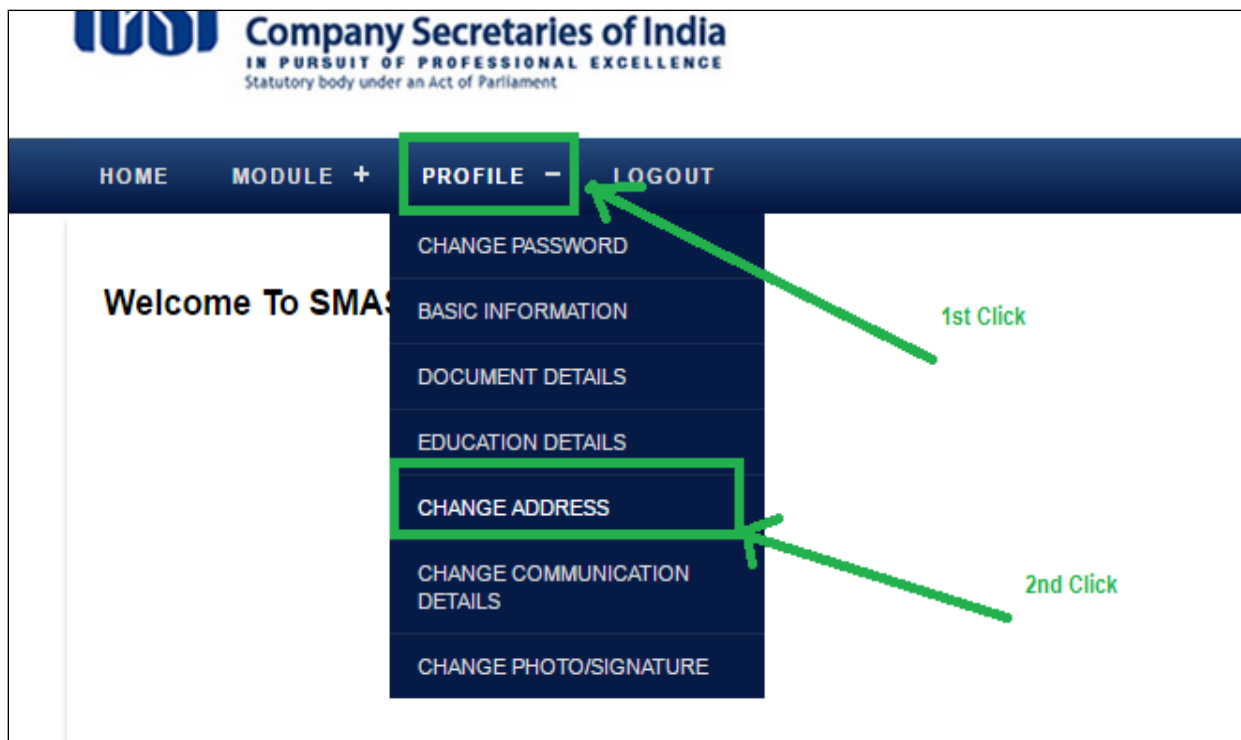 Company Secretaries of India
IN PURSUIT OF PROFESSIONAL EXCELLENCE
Statutory body under an Act of Parliament
HOME MODULE + PROFILE − LOGOUT
CHANGE PASSWORD
Welcome To
BASIC INFORMATION
1st Click
DOCUMENT DETAILS
EDUCATION DETAILS
CHANGE ADDRESS
CHANGE COMMUNICATION
DETAILS
2nd Click
CHANGE PHOTO/SIGNATURE